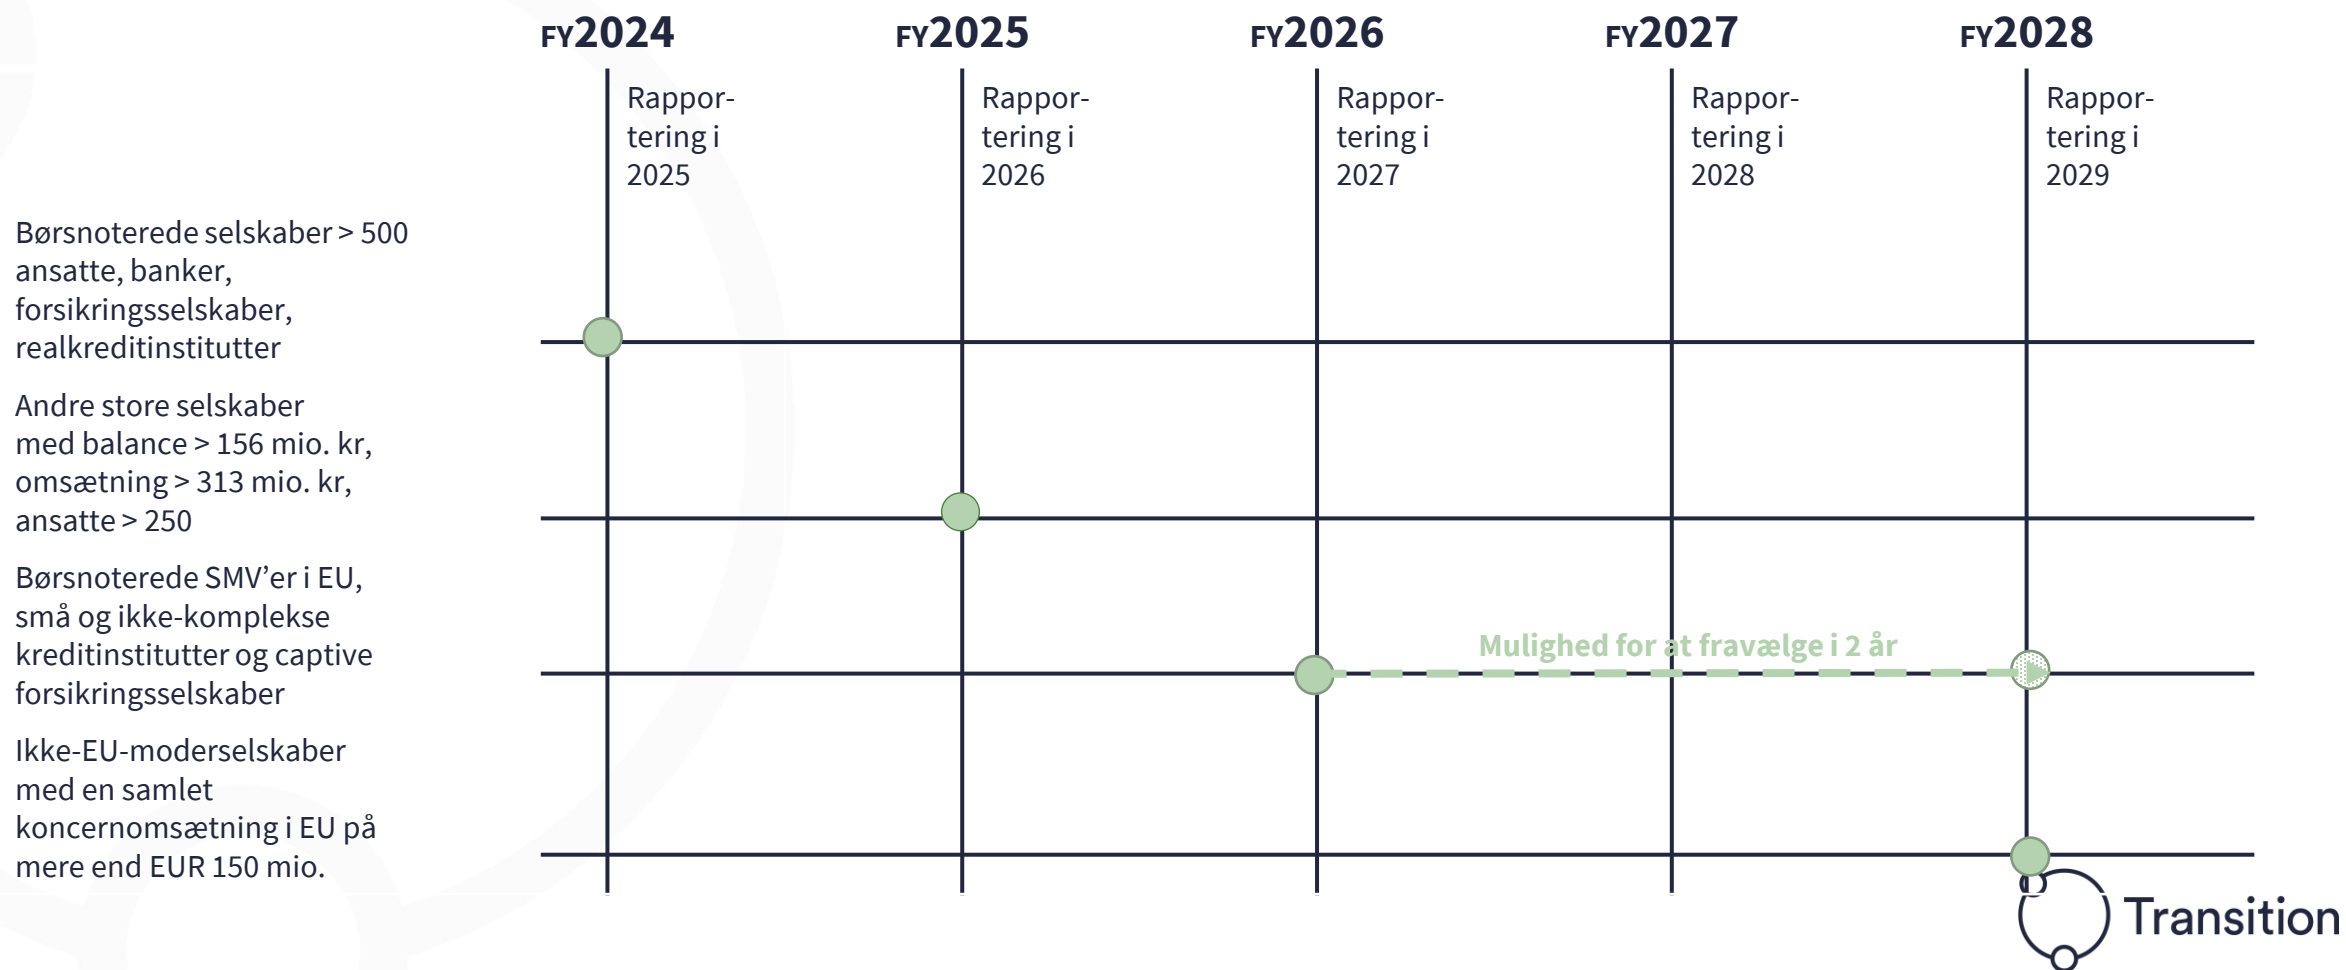 FY2024
FY2025
FY2026
FY2027
FY2028
Rappor-
tering i
2025
Rappor-
tering i
2026
Rappor-
tering i
2027
Rappor-
tering i
2028
Rappor-
tering i
2029
Børsnoterede selskaber > 500
ansatte, banker,
forsikringsselskaber,
realkreditinstitutter
Andre store selskaber
med balance > 156 mio. kr,
omsætning > 313 mio. kr,
ansatte > 250
Børsnoterede SMV’er i EU,
små og ikke-komplekse
kreditinstitutter og captive
forsikringsselskaber
Mulighed for at fravælge i 2 år
Ikke-EU-moderselskaber
med en samlet
koncernomsætning i EU på
mere end EUR 150 mio.
Transition